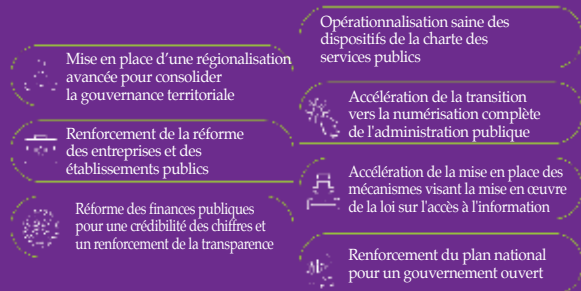 Mise en place d'une régionalisation
avancée pour consolider
la gouvernance territoriale
Renforcement de la réforme
des entreprises et des
établissements publics
Réforme des finances publiques
pour une crédibilité des chiffres et
un renforcement de la transparence
Opérationnalisation saine des
dispositifs de la charte des
services publics
Accélération de la transition
vers la numérisation complète
de l'administration publique
Accélération de la mise en place des
mécanismes visant la mise en œuvre
de la loi sur l'accès à l'information
Renforcement du plan national
pour un gouvernement ouvert